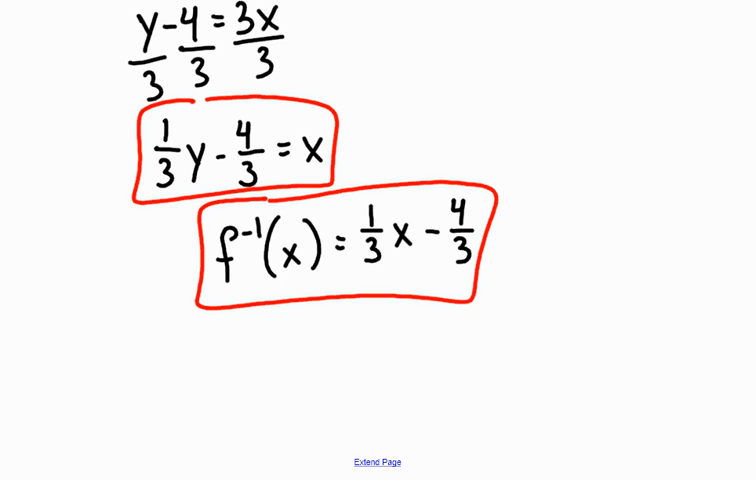 y/3 - 4/3 = 3x/3
1/3 y - 4/3 = x
f⁻¹(x) = 1/3 x - 4/3
Extend Page